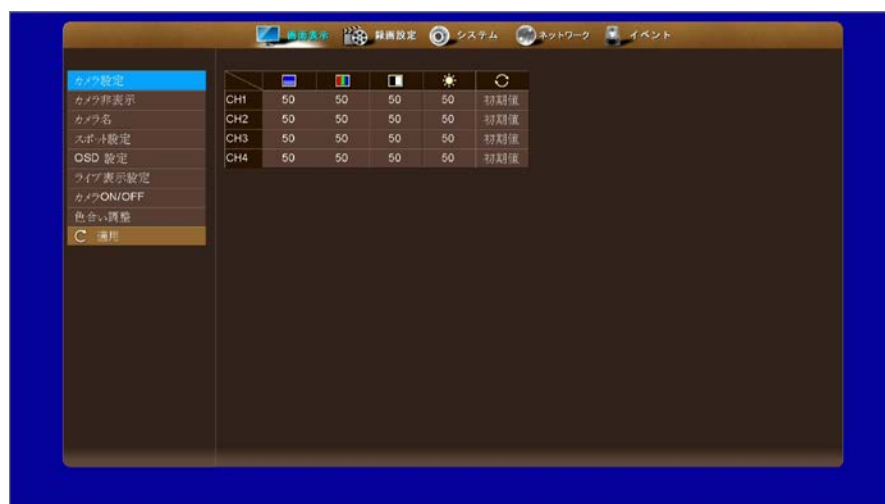 画面表示 録画設定 システム ネットワーク イベント
カメラ設定
カメラ非表示
カメラ名
スポット設定
OSD 設定
ライブ表示設定
カメラON/OFF
色合い調整
適用
CH1 50 50 50 50 初期値
CH2 50 50 50 50 初期値
CH3 50 50 50 50 初期値
CH4 50 50 50 50 初期値